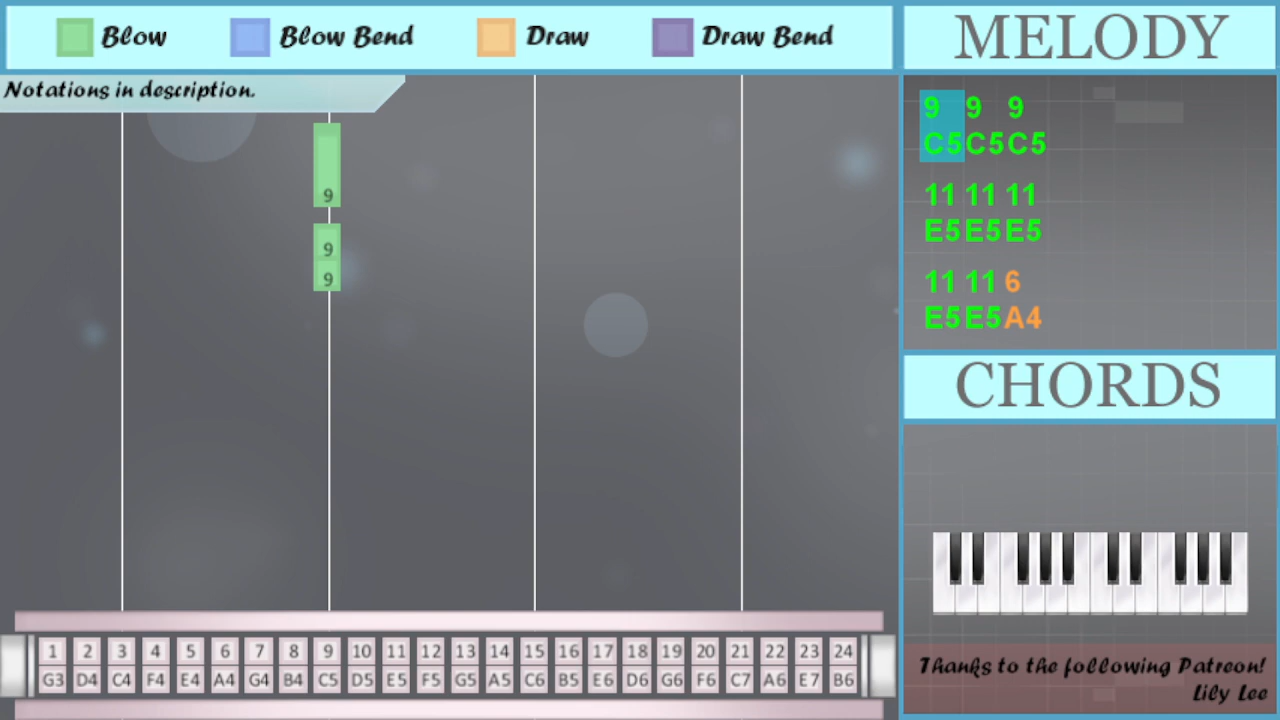 Blow Blow Bend Draw Draw Bend
MELODY
Notations in description.
9 9 9
C5 C5 C5
11 11 11
E5 E5 E5
11 11 6
E5 E5 A4
9
9
9
CHORDS
1 2 3 4 5 6 7 8 9 10 11 12 13 14 15 16 17 18 19 20 21 22 23 24
G3 D4 C4 F4 E4 A4 G4 B4 C5 D5 E5 F5 G5 A5 C6 B5 E6 D6 G6 F6 C7 A6 E7 B6
Thanks to the following Patreon!
Lily Lee